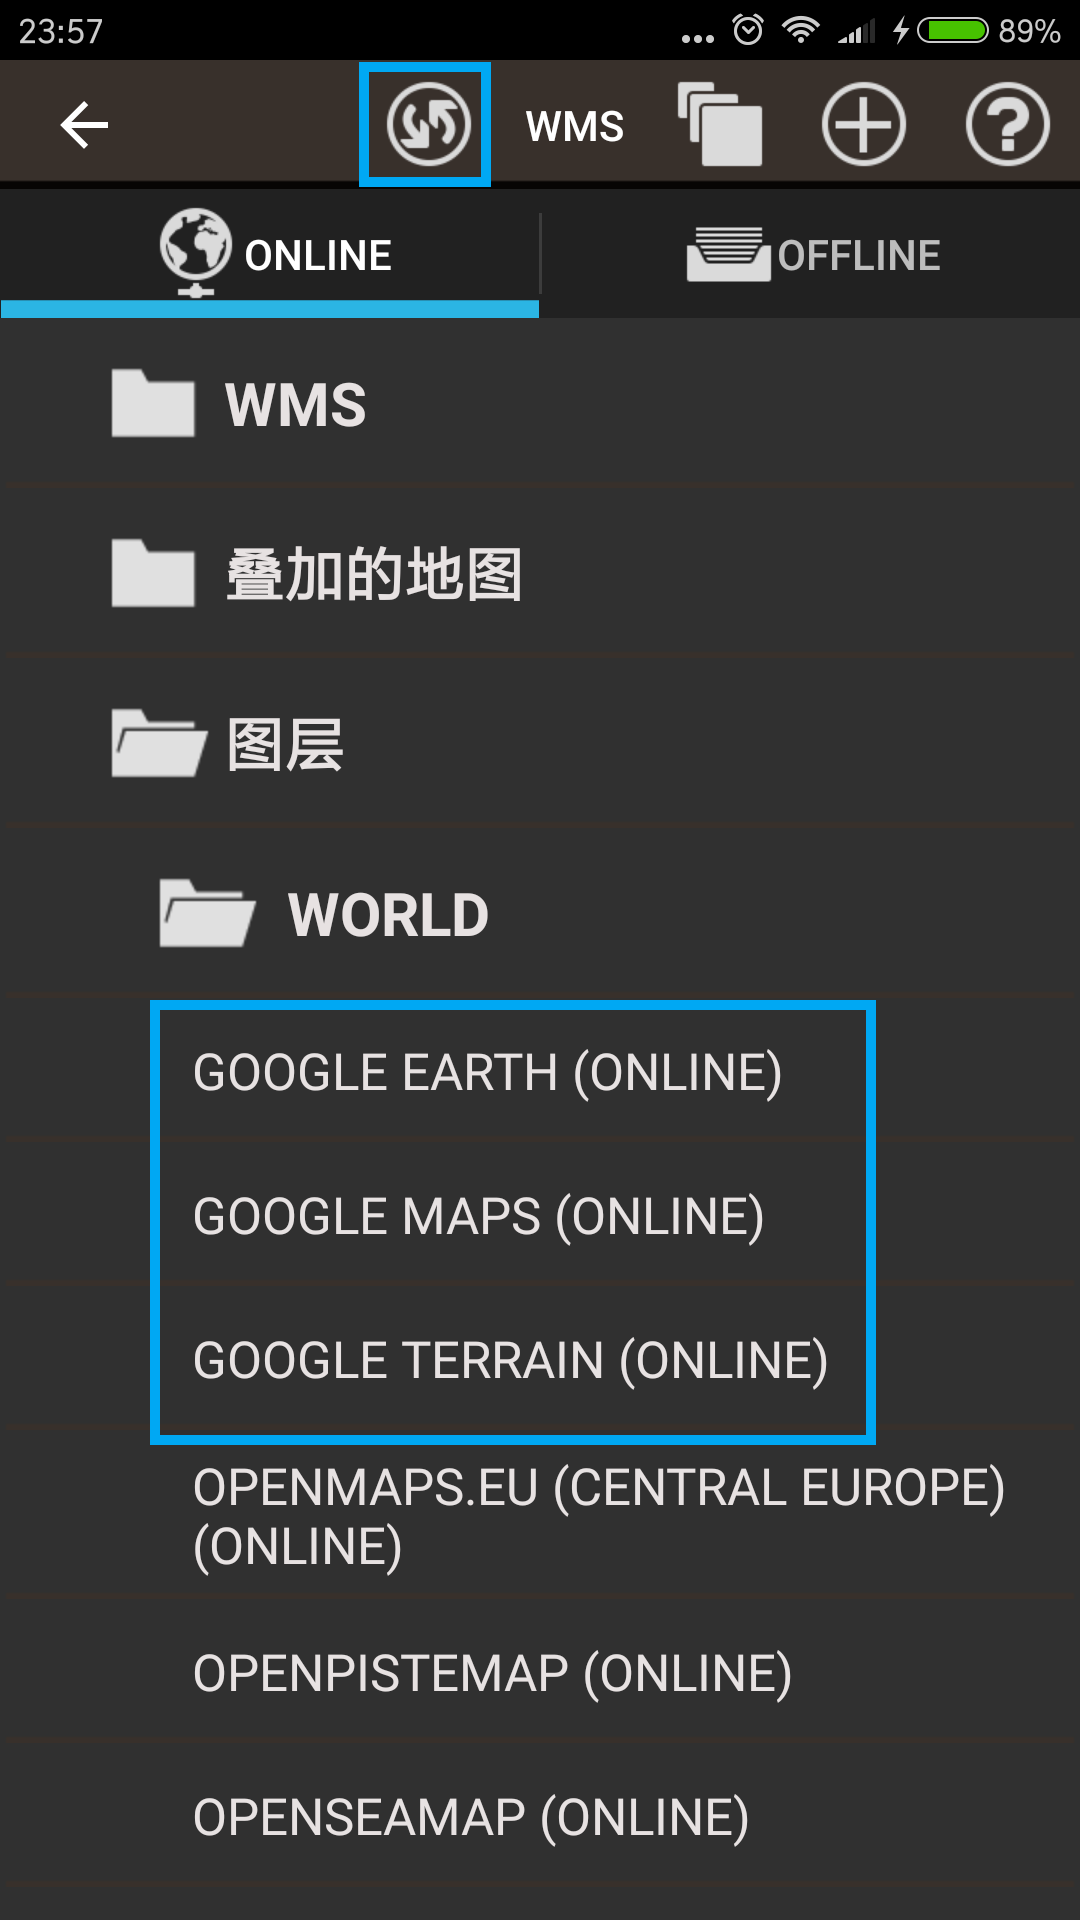 23:57
89%
WMS
ONLINE
OFFLINE
WMS
叠加的地图
图层
WORLD
GOOGLE EARTH (ONLINE)
GOOGLE MAPS (ONLINE)
GOOGLE TERRAIN (ONLINE)
OPENMAPS.EU (CENTRAL EUROPE)
(ONLINE)
OPENPISTEMAP (ONLINE)
OPENSEAMAP (ONLINE)